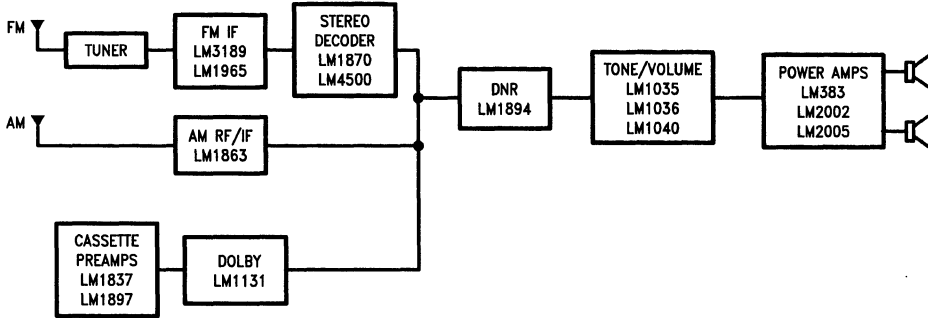 FM
TUNER
FM IF
LM3189
LM1965
STEREO
DECODER
LM1870
LM4500
AM
AM RF/IF
LM1863
CASSETTE
PREAMPS
LM1837
LM1897
DOLBY
LM1131
DNR
LM1894
TONE/VOLUME
LM1035
LM1036
LM1040
POWER AMPS
LM383
LM2002
LM2005